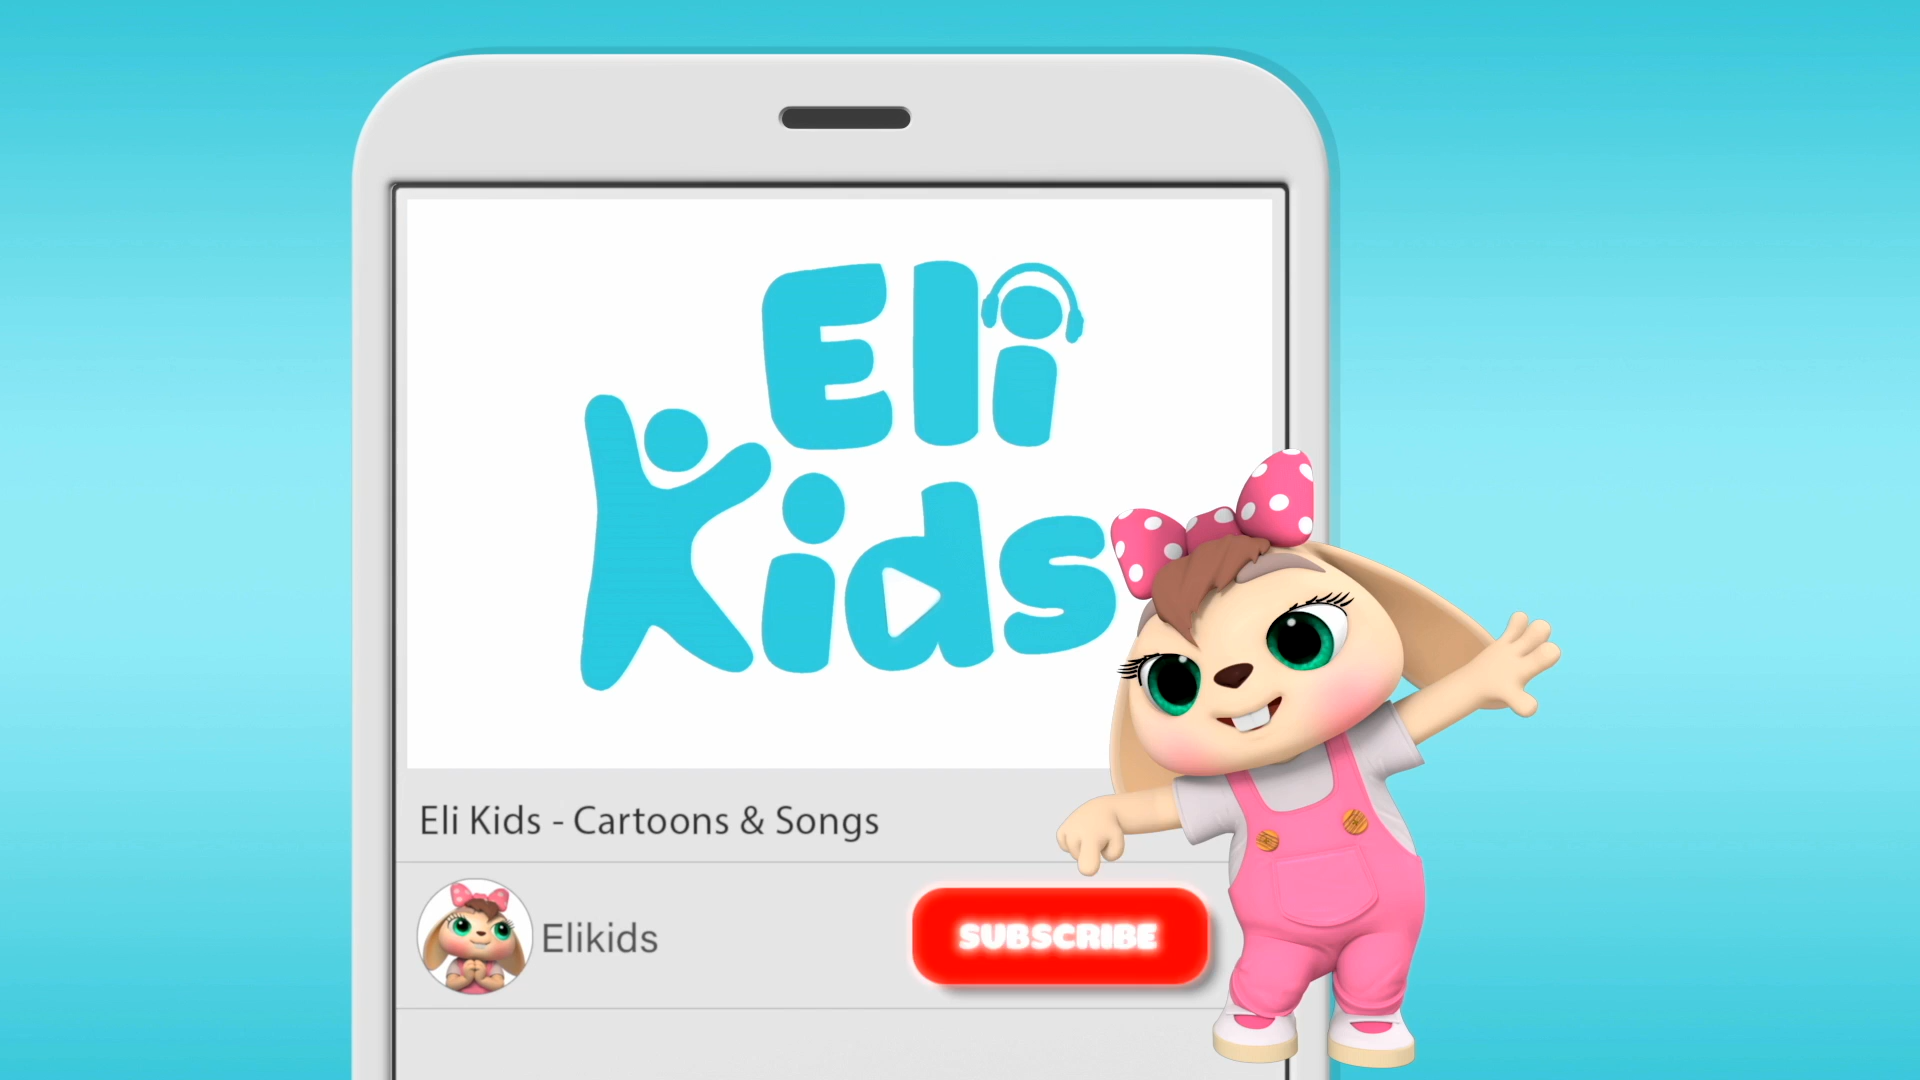 Eli
Kids
Eli Kids - Cartoons & Songs
Elikids
SUBSCRIBE